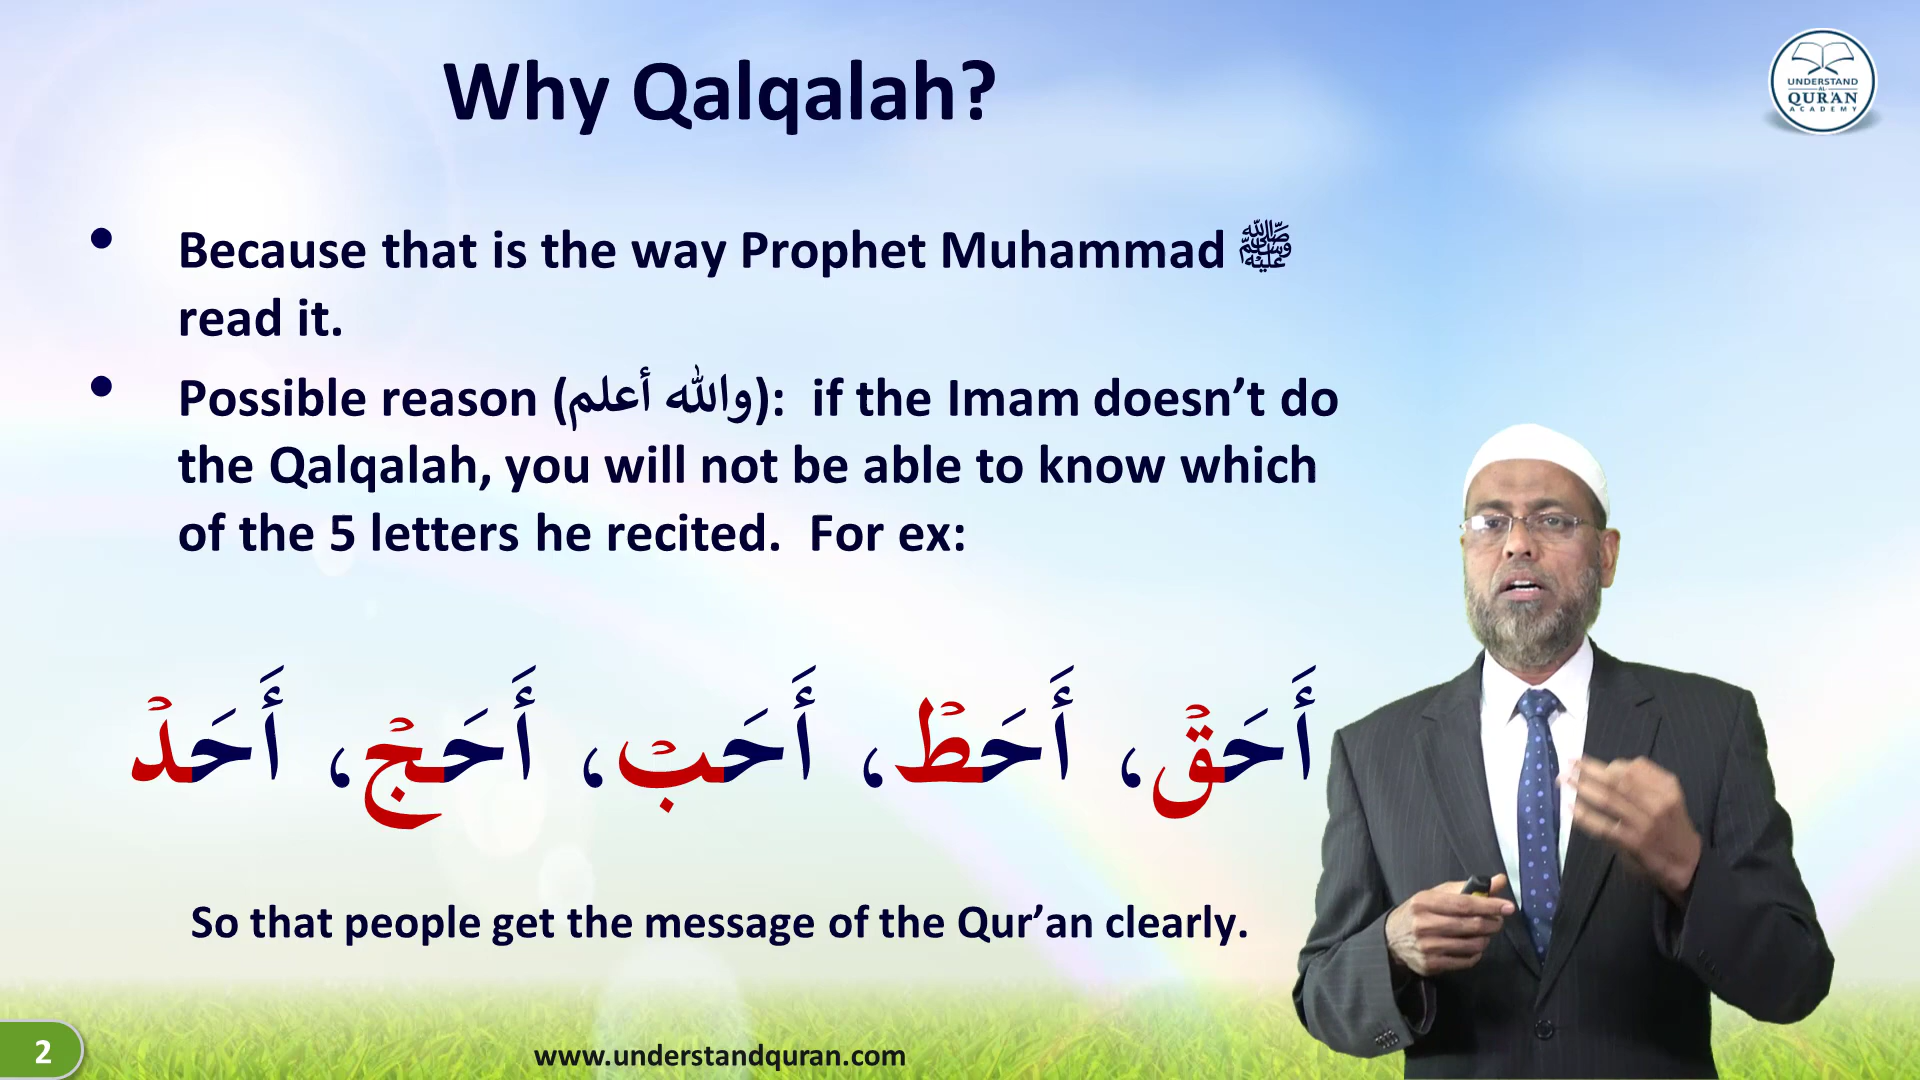 Why Qalqalah?
UNDERSTAND
AL-
QUR'AN
ACADEMY
• Because that is the way Prophet Muhammad ﷺ
read it.
• Possible reason (والله أعلم):  if the Imam doesn’t do
the Qalqalah, you will not be able to know which
of the 5 letters he recited.  For ex:
أَحَقْ، أَحَطْ، أَحَبْ، أَحَجْ، أَحَدْ
So that people get the message of the Qur’an clearly.
2
www.understandquran.com